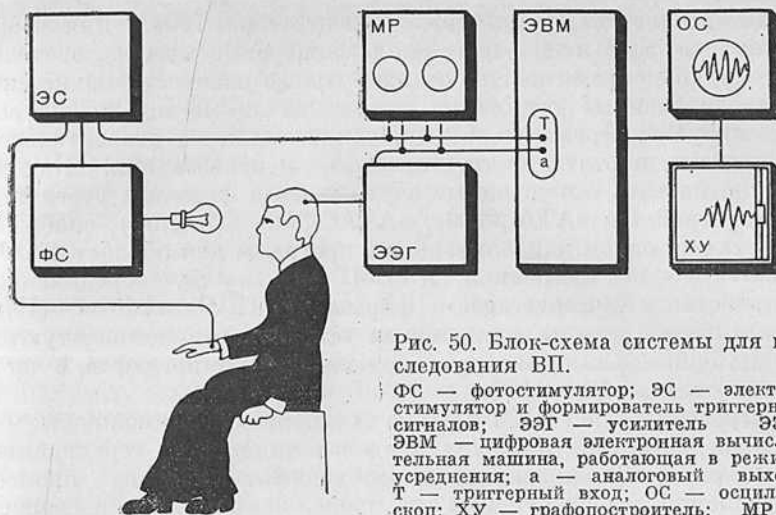 ЭС
МР
ЭВМ
ОС
Т
а
ФС
ЭЭГ
ХУ
Рис. 50. Блок-схема системы для и
следования ВП.
ФС — фотостимулятор; ЭС — элект
стимулятор и формирователь триггерн
сигналов; ЭЭГ — усилитель ЭЭ
ЭВМ — цифровая электронная вычисл
тельная машина, работающая в режи
усреднения; а — аналоговый вых
Т — триггерный вход; ОС — осцил
скоп; ХУ — графопостроитель; МР